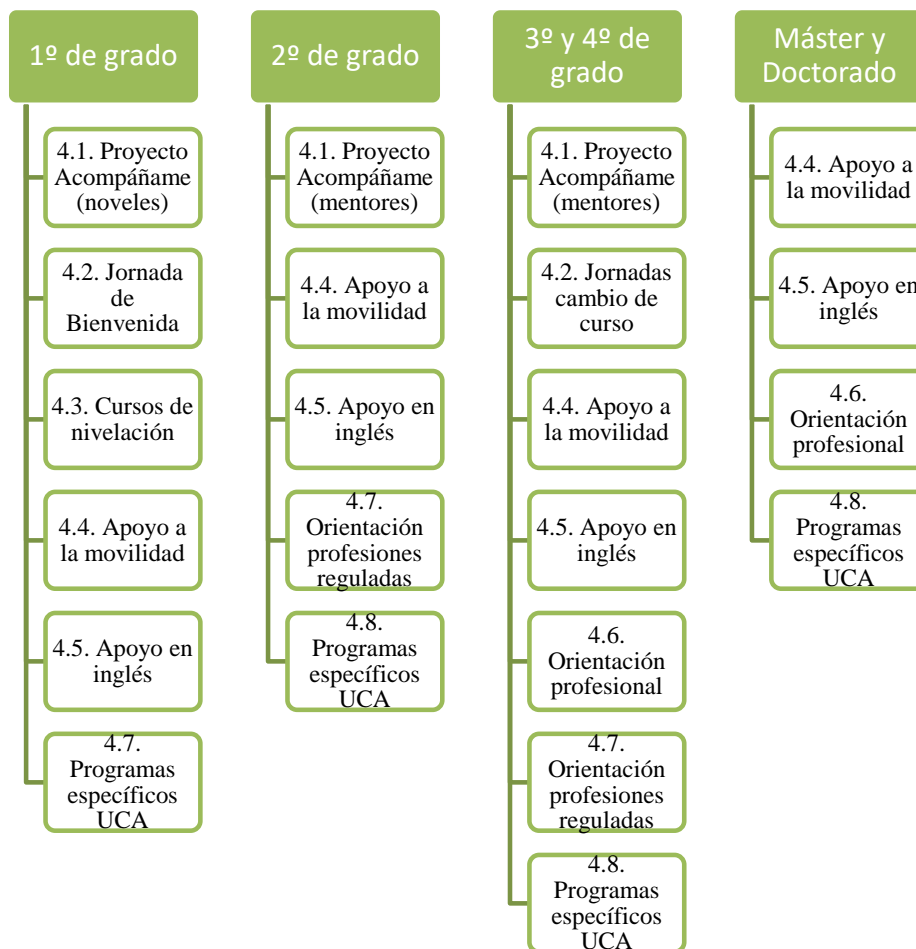 1º de grado
4.1. Proyecto
Acompáñame
(noveles)
4.2. Jornada
de
Bienvenida
4.3. Cursos de
nivelación
4.4. Apoyo a
la movilidad
4.5. Apoyo en
inglés
4.7.
Programas
específicos
UCA
2º de grado
4.1. Proyecto
Acompáñame
(mentores)
4.4. Apoyo a
la movilidad
4.5. Apoyo en
inglés
4.7.
Orientación
profesiones
reguladas
4.8.
Programas
específicos
UCA
3º y 4º de
grado
4.1. Proyecto
Acompáñame
(mentores)
4.2. Jornadas
cambio de
curso
4.4. Apoyo a
la movilidad
4.5. Apoyo en
inglés
4.6.
Orientación
profesional
4.7.
Orientación
profesiones
reguladas
4.8.
Programas
específicos
UCA
Máster y
Doctorado
4.4. Apoyo a
la movilidad
4.5. Apoyo en
inglés
4.6.
Orientación
profesional
4.8.
Programas
específicos
UCA